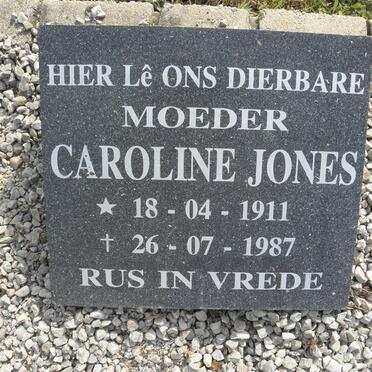 HIER Lê ONS DIERBARE
MOEDER
CAROLINE JONES
★ 18 - 04 - 1911
† 26 - 07 - 1987
RUS IN VREDE